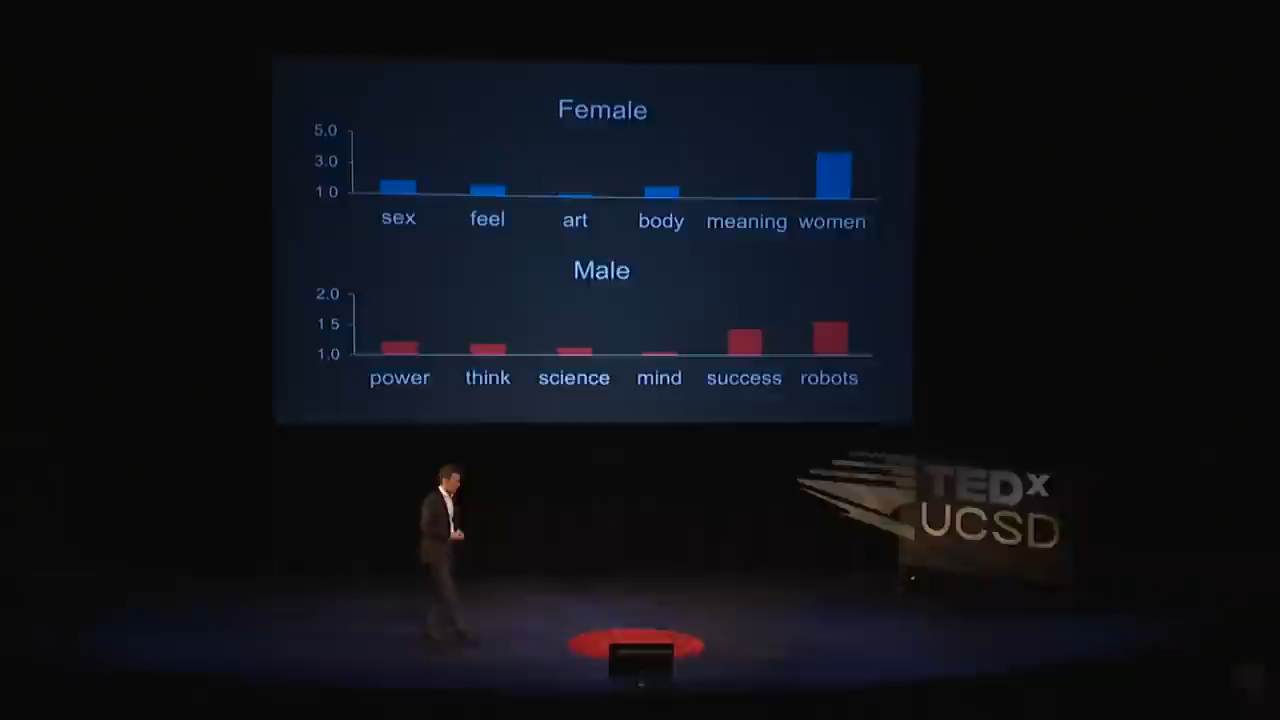 Female
5.0
3.0
1 0
sex feel art body meaning women
Male
2.0
1 5
1.0
power think science mind success robots
TEDx
UCSD